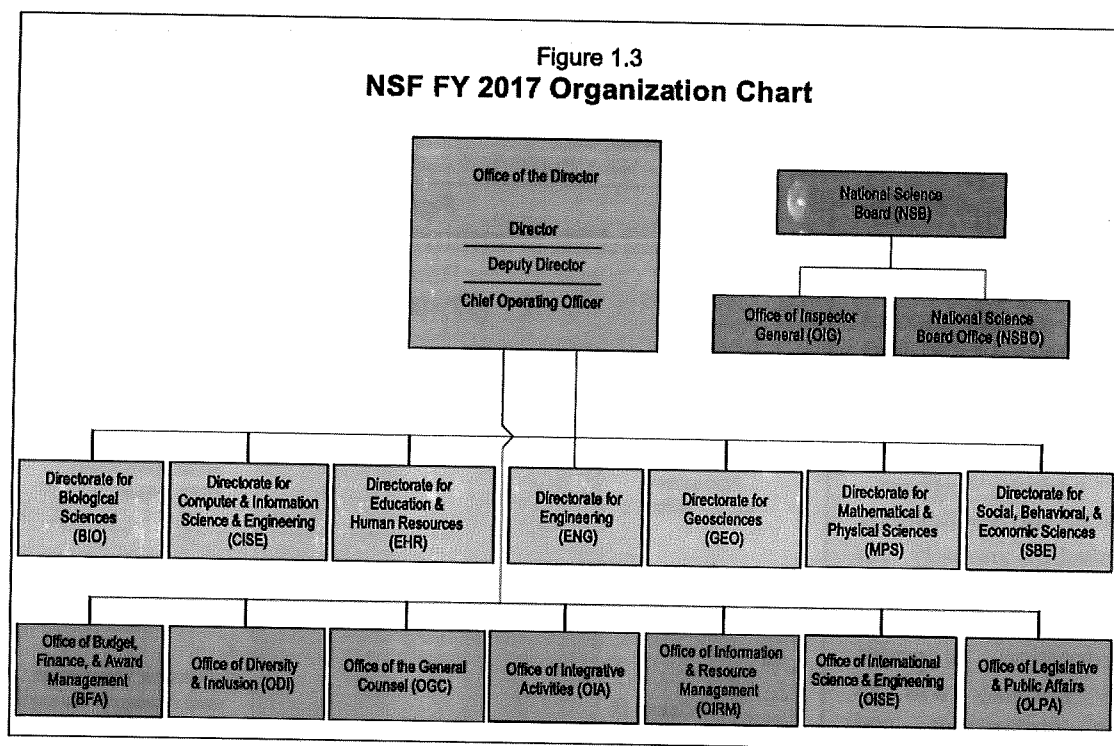 Figure 1.3
NSF FY 2017 Organization Chart
Office of the Director
Director
Deputy Director
Chief Operating Officer
National Science
Board (NSB)
Office of Inspector
General (OIG)
National Science
Board Office (NSBO)
Directorate for
Biological
Sciences
(BIO)
Directorate for
Computer & Information
Science & Engineering
(CISE)
Directorate for
Education &
Human Resources
(EHR)
Directorate for
Engineering
(ENG)
Directorate for
Geosciences
(GEO)
Directorate for
Mathematical &
Physical Sciences
(MPS)
Directorate for
Social, Behavioral, &
Economic Sciences
(SBE)
Office of Budget,
Finance, & Award
Management
(BFA)
Office of Diversity
& Inclusion (ODI)
Office of the General
Counsel (OGC)
Office of Integrative
Activities (OIA)
Office of Information
& Resource
Management
(OIRM)
Office of International
Science & Engineering
(OISE)
Office of Legislative
& Public Affairs
(OLPA)